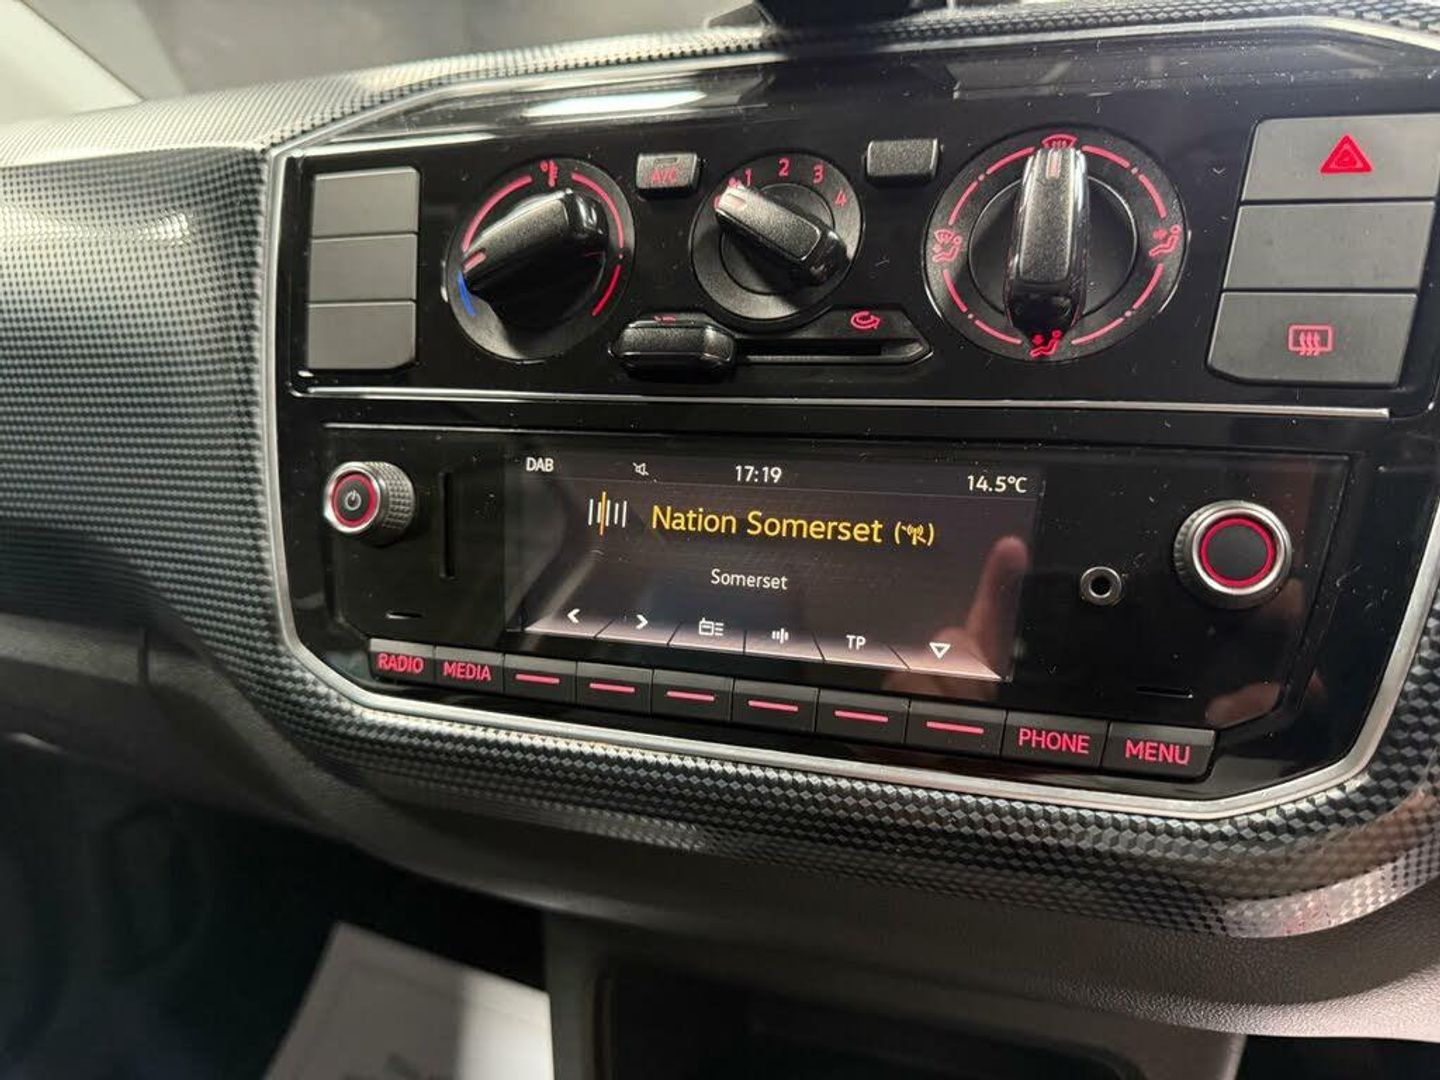 A/C
1 2 3 4
DAB 17:19 14.5°C
Nation Somerset
Somerset
TP
RADIO MEDIA PHONE MENU